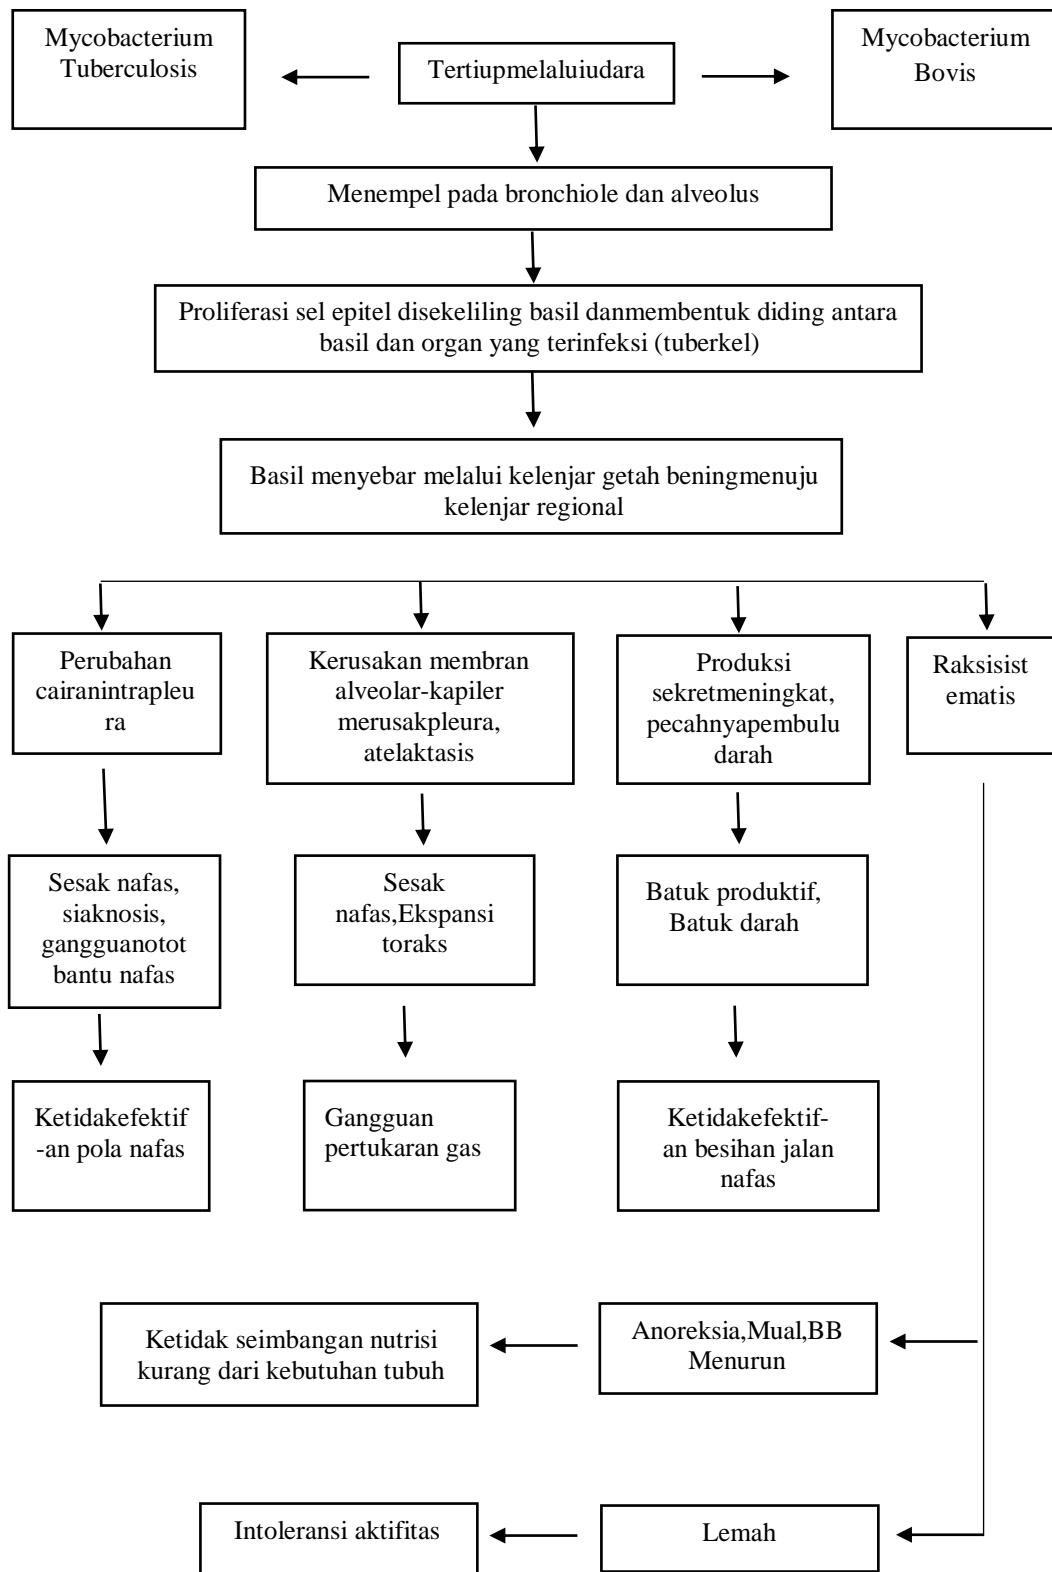 Mycobacterium
Tuberculosis
Tertiupmelaluiudara
Mycobacterium
Bovis
Menempel pada bronchiole dan alveolus
Proliferasi sel epitel disekeliling basil danmembentuk diding antara
basil dan organ yang terinfeksi (tuberkel)
Basil menyebar melalui kelenjar getah beningmenuju
kelenjar regional
Perubahan
cairanintrapleu
ra
Kerusakan membran
alveolar-kapiler
merusakpleura,
atelaktasis
Produksi
sekretmeningkat,
pecahnyapembulu
darah
Raksisist
ematis
Sesak nafas,
siaknosis,
gangguanotot
bantu nafas
Sesak
nafas,Ekspansi
toraks
Batuk produktif,
Batuk darah
Ketidakefektif
-an pola nafas
Gangguan
pertukaran gas
Ketidakefektif-
an besihan jalan
nafas
Ketidak seimbangan nutrisi
kurang dari kebutuhan tubuh
Anoreksia,Mual,BB
Menurun
Intoleransi aktifitas
Lemah